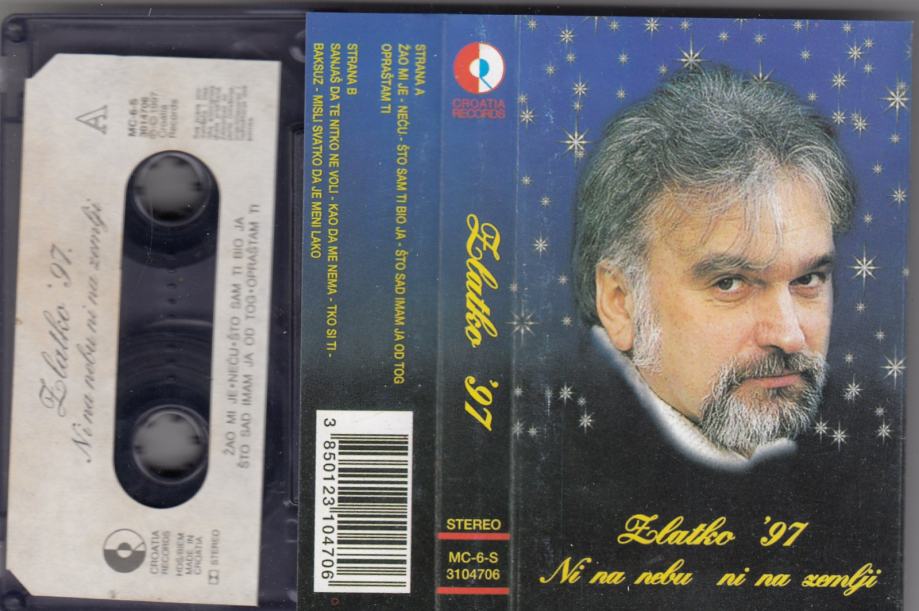 A
MC-6-S
3104706
℗ © 1997
Croatia
Records
Zlatko '97.
Ni na nebu ni na zemlji
ŽAO MI JE•NEĆU•ŠTO SAM TI BIO JA
ŠTO SAD IMAM JA OD TOG•OPRAŠTAM TI
CROATIA
RECORDS
HDS/BIEM
MADE IN
CROATIA
STEREO
STRANA A
ŽAO MI JE - NEĆU - ŠTO SAM TI BIO JA - ŠTO SAD IMAM JA OD TOG
OPRAŠTAM TI
STRANA B
SANJAŠ DA TE NITKO NE VOLI - KAO DA ME NEMA - TKO SI TI -
BAKSUZ - MISLI SVATKO DA JE MENI LAKO
3 850123 104706
CROATIA
RECORDS
Zlatko '97
STEREO
MC-6-S
3104706
Zlatko '97
Ni na nebu ni na zemlji